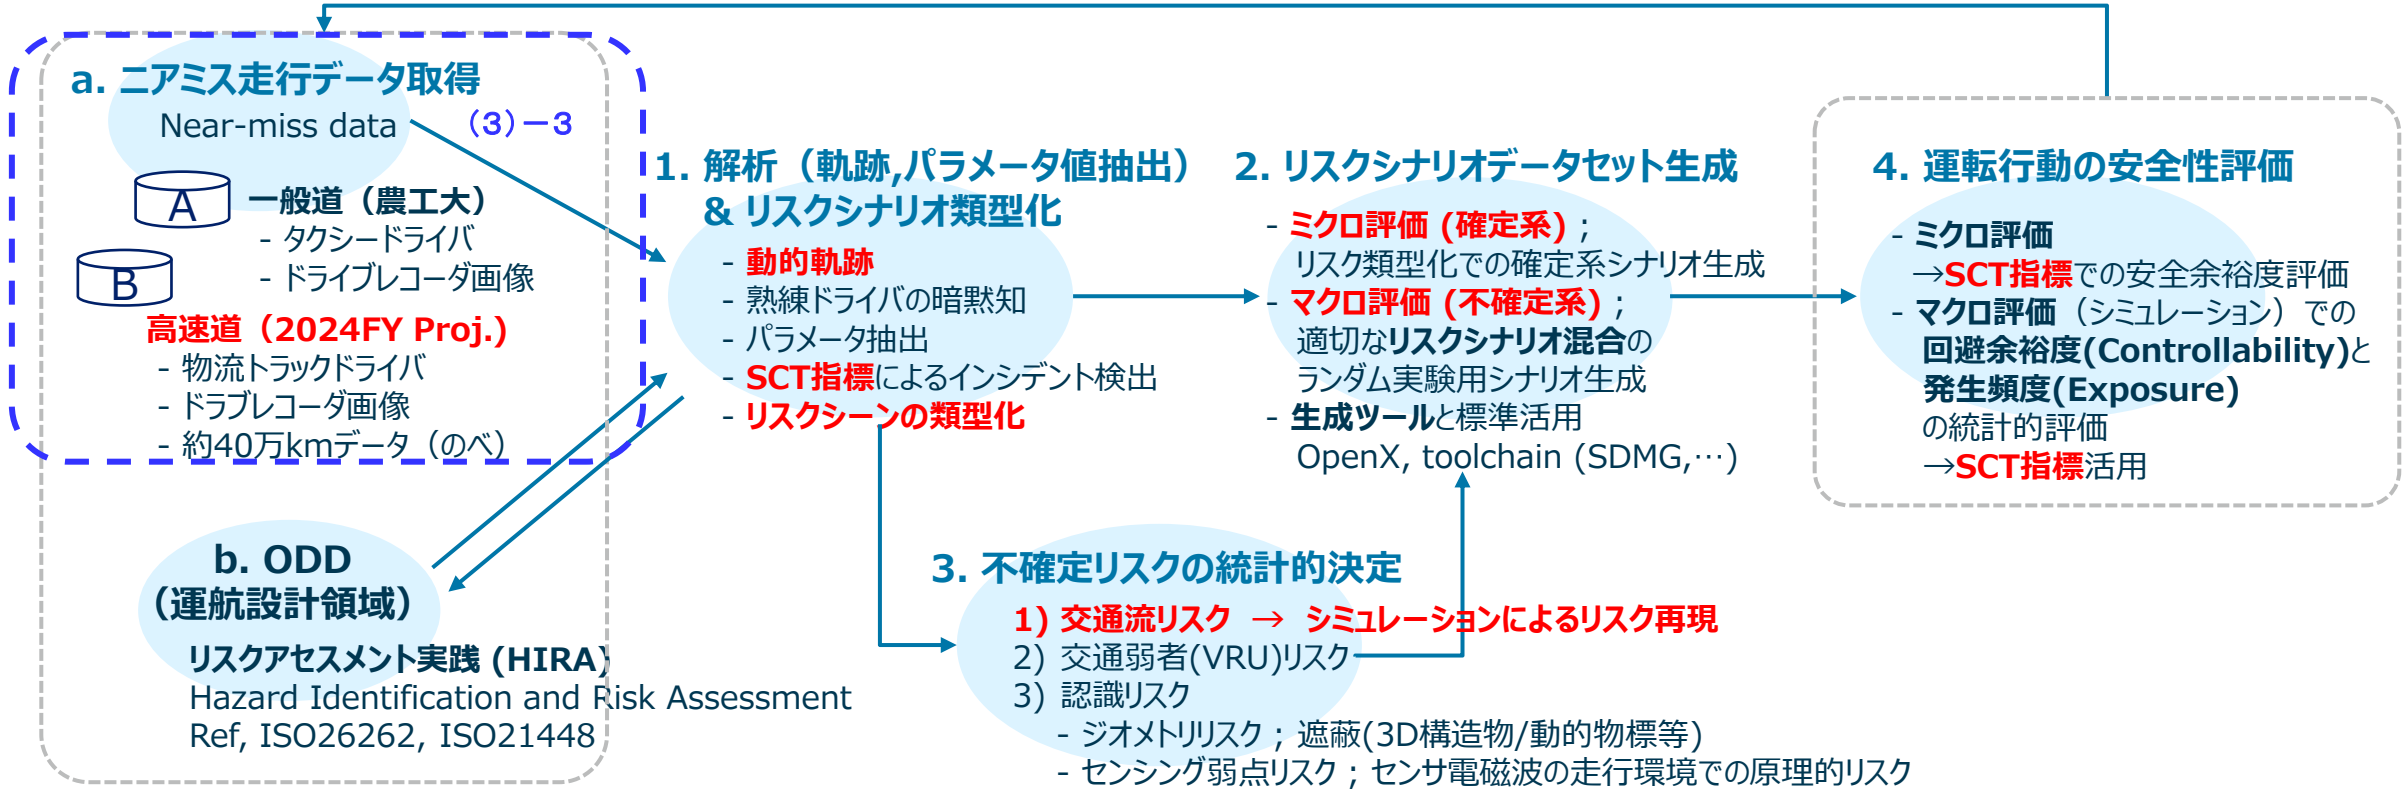 a. ニアミス走行データ取得
Near-miss data
（3）－3
A
一般道（農工大）
- タクシードライバ
- ドライブレコーダ画像
B
高速道（2024FY Proj.）
- 物流トラックドライバ
- ドラブレコーダ画像
- 約40万kmデータ（のべ）
b. ODD
（運航設計領域）
リスクアセスメント実践 (HIRA)
Hazard Identification and Risk Assessment
Ref, ISO26262, ISO21448
1. 解析（軌跡,パラメータ値抽出）
& リスクシナリオ類型化
- 動的軌跡
- 熟練ドライバの暗黙知
- パラメータ抽出
- SCT指標によるインシデント検出
- リスクシーンの類型化
2. リスクシナリオデータセット生成
- ミクロ評価 (確定系)；
リスク類型化での確定系シナリオ生成
- マクロ評価 (不確定系)；
適切なリスクシナリオ混合の
ランダム実験用シナリオ生成
- 生成ツールと標準活用
OpenX, toolchain (SDMG,…)
3. 不確定リスクの統計的決定
1) 交通流リスク → シミュレーションによるリスク再現
2) 交通弱者(VRU)リスク
3) 認識リスク
- ジオメトリリスク；遮蔽(3D構造物/動的物標等)
- センシング弱点リスク；センサ電磁波の走行環境での原理的リスク
4. 運転行動の安全性評価
- ミクロ評価
→SCT指標での安全余裕度評価
- マクロ評価（シミュレーション）での
回避余裕度(Controllability)と
発生頻度(Exposure)
の統計的評価
→SCT指標活用